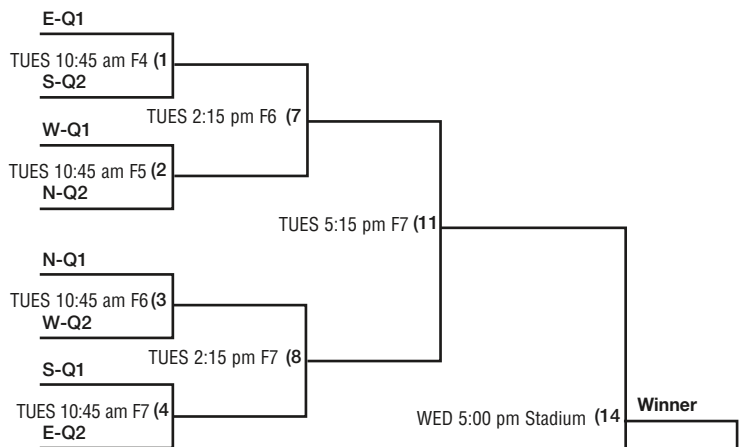 E-Q1
TUES 10:45 am F4 (1
S-Q2
TUES 2:15 pm F6 (7
W-Q1
TUES 10:45 am F5 (2
N-Q2
TUES 5:15 pm F7 (11
N-Q1
TUES 10:45 am F6 (3
W-Q2
TUES 2:15 pm F7 (8
S-Q1
TUES 10:45 am F7 (4
E-Q2
WED 5:00 pm Stadium (14
Winner